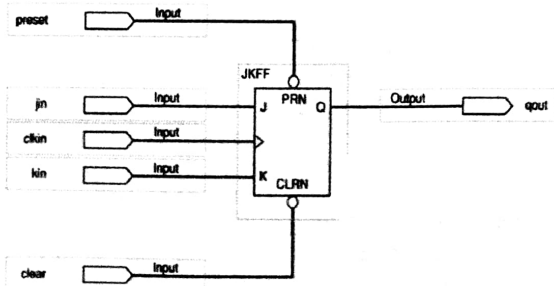 preset Input
JKFF
PRN
jin Input J Q Output qout
clkin Input
kin Input K
CLRN
clear Input